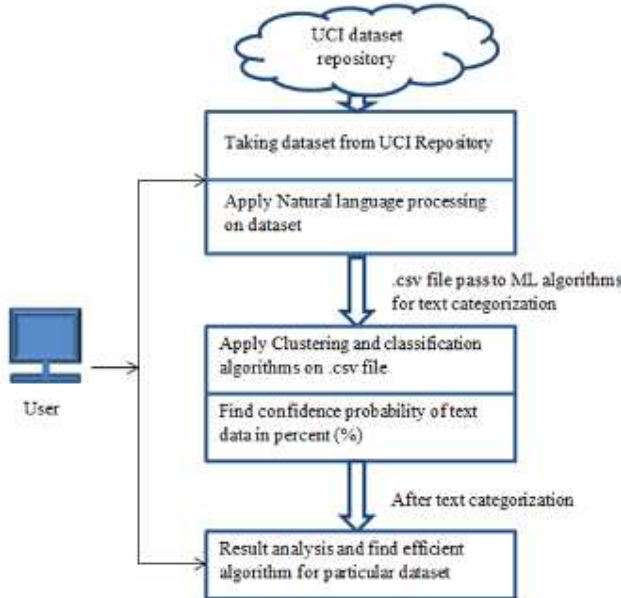 UCI dataset
repository
Taking dataset from UCI Repository
Apply Natural language processing
on dataset
.csv file pass to ML algorithms
for text categorization
Apply Clustering and classification
algorithms on .csv file
User
Find confidence probability of text
data in percent (%)
After text categorization
Result analysis and find efficient
algorithm for particular dataset